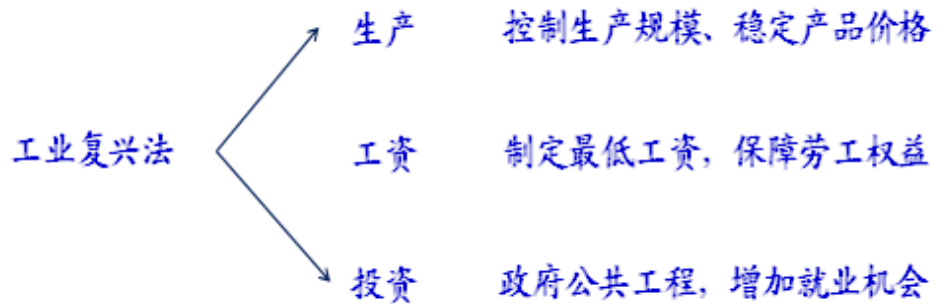 生产 控制生产规模、稳定产品价格
工业复兴法 工资 制定最低工资，保障劳工权益
投资 政府公共工程，增加就业机会